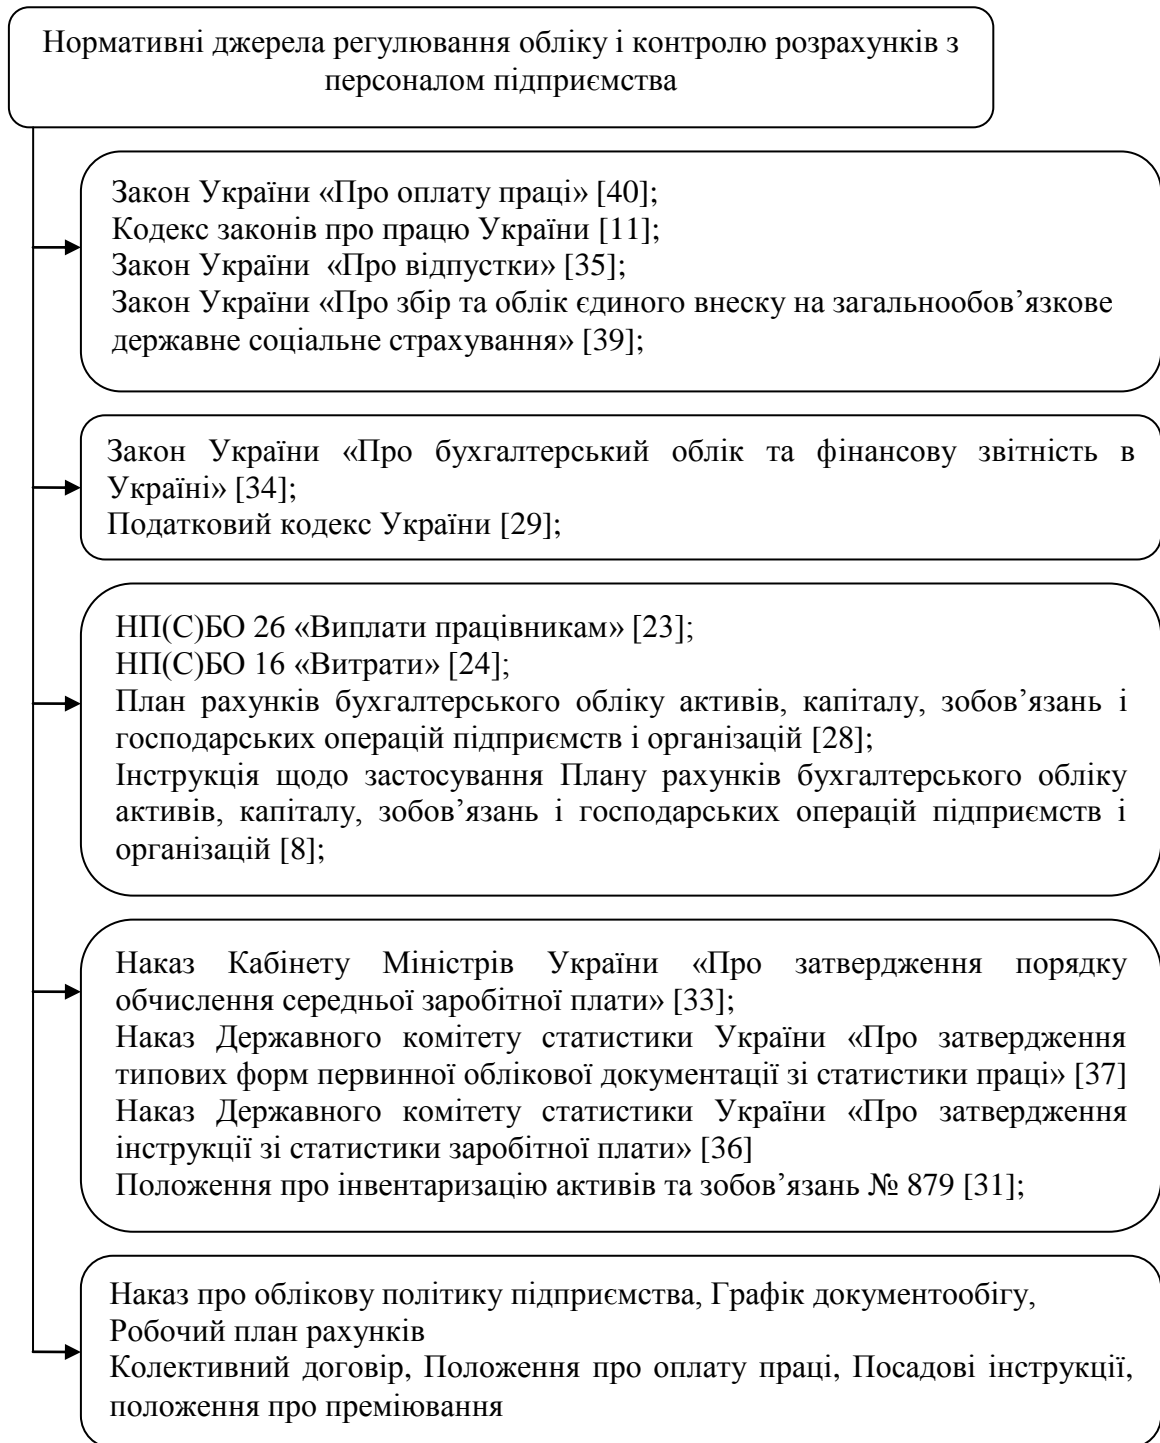 Нормативні джерела регулювання обліку і контролю розрахунків з
персоналом підприємства
Закон України «Про оплату праці» [40];
Кодекс законів про працю України [11];
Закон України «Про відпустки» [35];
Закон України «Про збір та облік єдиного внеску на загальнообов’язкове
державне соціальне страхування» [39];
Закон України «Про бухгалтерський облік та фінансову звітність в
Україні» [34];
Податковий кодекс України [29];
НП(С)БО 26 «Виплати працівникам» [23];
НП(С)БО 16 «Витрати» [24];
План рахунків бухгалтерського обліку активів, капіталу, зобов’язань і
господарських операцій підприємств і організацій [28];
Інструкція щодо застосування Плану рахунків бухгалтерського обліку
активів, капіталу, зобов’язань і господарських операцій підприємств і
організацій [8];
Наказ Кабінету Міністрів України «Про затвердження порядку
обчислення середньої заробітної плати» [33];
Наказ Державного комітету статистики України «Про затвердження
типових форм первинної облікової документації зі статистики праці» [37]
Наказ Державного комітету статистики України «Про затвердження
інструкції зі статистики заробітної плати» [36]
Положення про інвентаризацію активів та зобов’язань № 879 [31];
Наказ про облікову політику підприємства, Графік документообігу,
Робочий план рахунків
Колективний договір, Положення про оплату праці, Посадові інструкції,
положення про преміювання